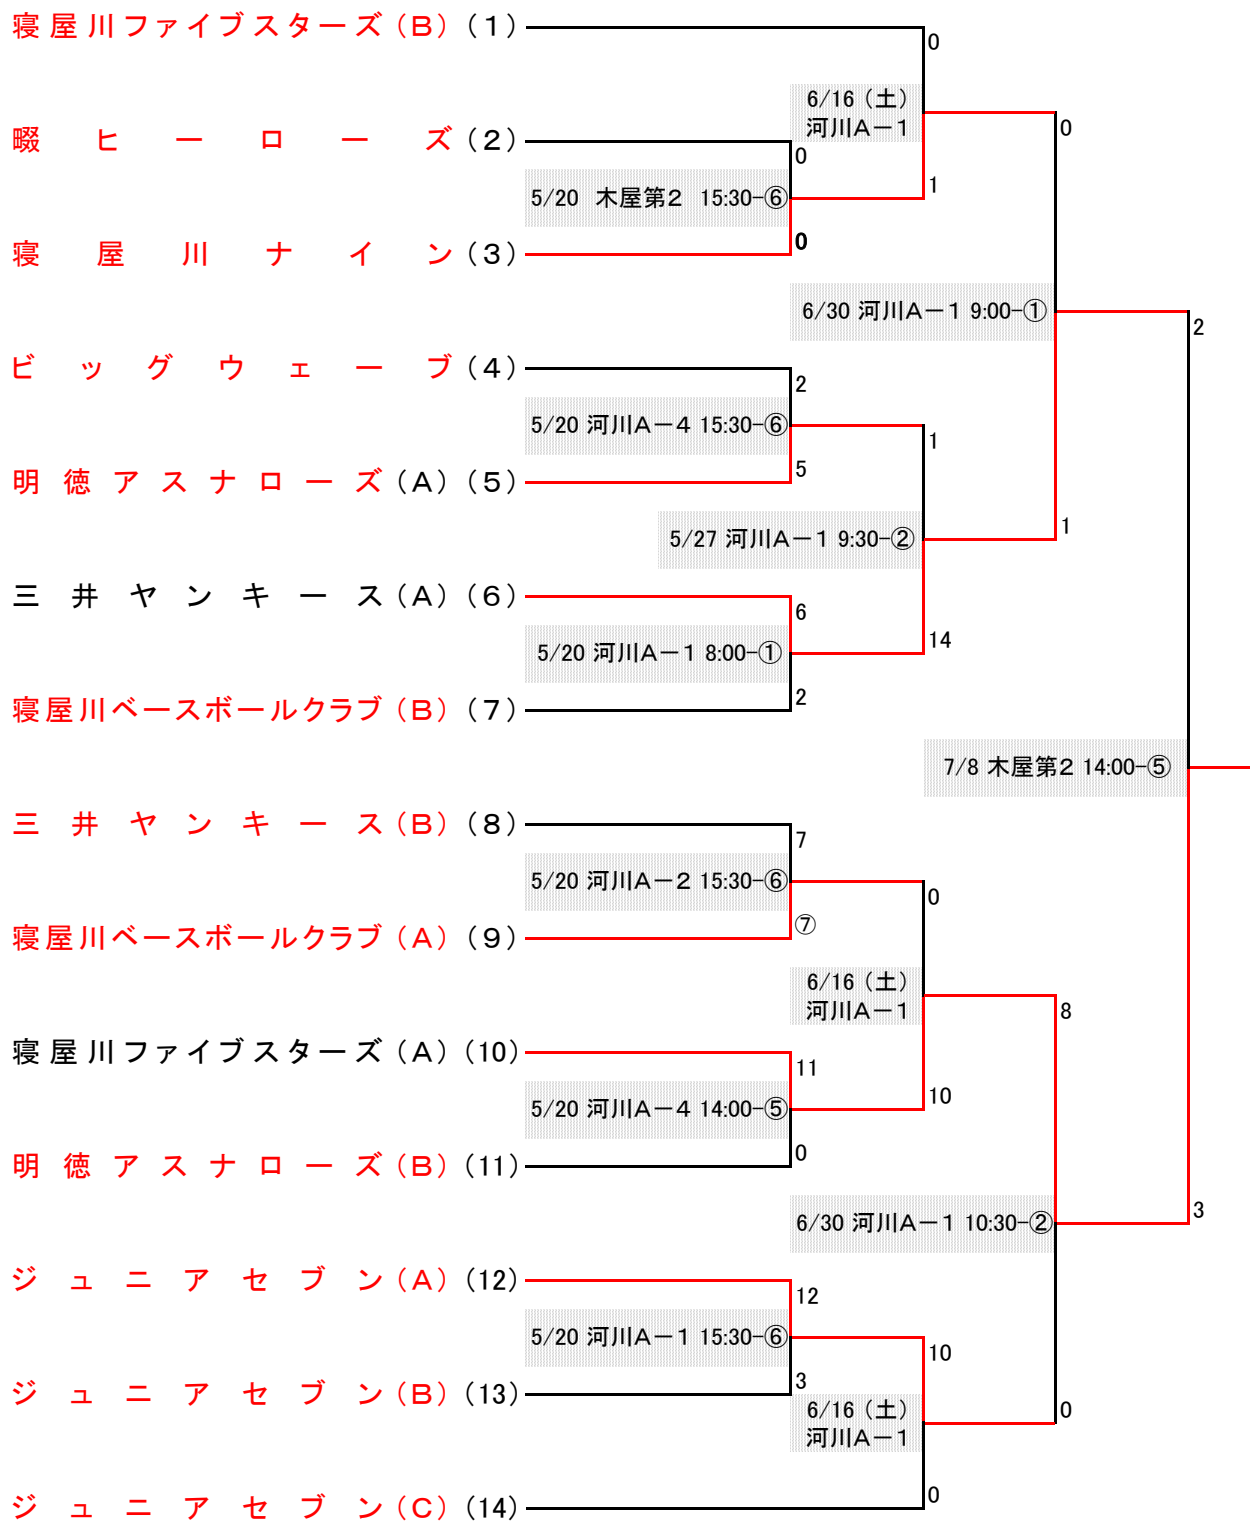 寝屋川ファイブスターズ（B）（1）
0
6/16（土）
河川A－1
0
畷ヒーローズ（2）
0
5/20 木屋第2 15:30-⑥
1
寝屋川ナイン（3）
0
6/30 河川A－1 9:00-①
2
ビッグウェーブ（4）
2
5/20 河川A－4 15:30-⑥
1
明徳アスナローズ（A）（5）
5
5/27 河川A－1 9:30-②
1
三井ヤンキース（A）（6）
6
5/20 河川A－1 8:00-①
14
寝屋川ベースボールクラブ（B）（7）
2
7/8 木屋第2 14:00-⑤
三井ヤンキース（B）（8）
7
5/20 河川A－2 15:30-⑥
0
寝屋川ベースボールクラブ（A）（9）
⑦
6/16（土）
河川A－1
8
寝屋川ファイブスターズ（A）（10）
11
5/20 河川A－4 14:00-⑤
10
明徳アスナローズ（B）（11）
0
6/30 河川A－1 10:30-②
3
ジュニアセブン（A）（12）
12
5/20 河川A－1 15:30-⑥
10
ジュニアセブン（B）（13）
3
6/16（土）
河川A－1
0
ジュニアセブン（C）（14）
0